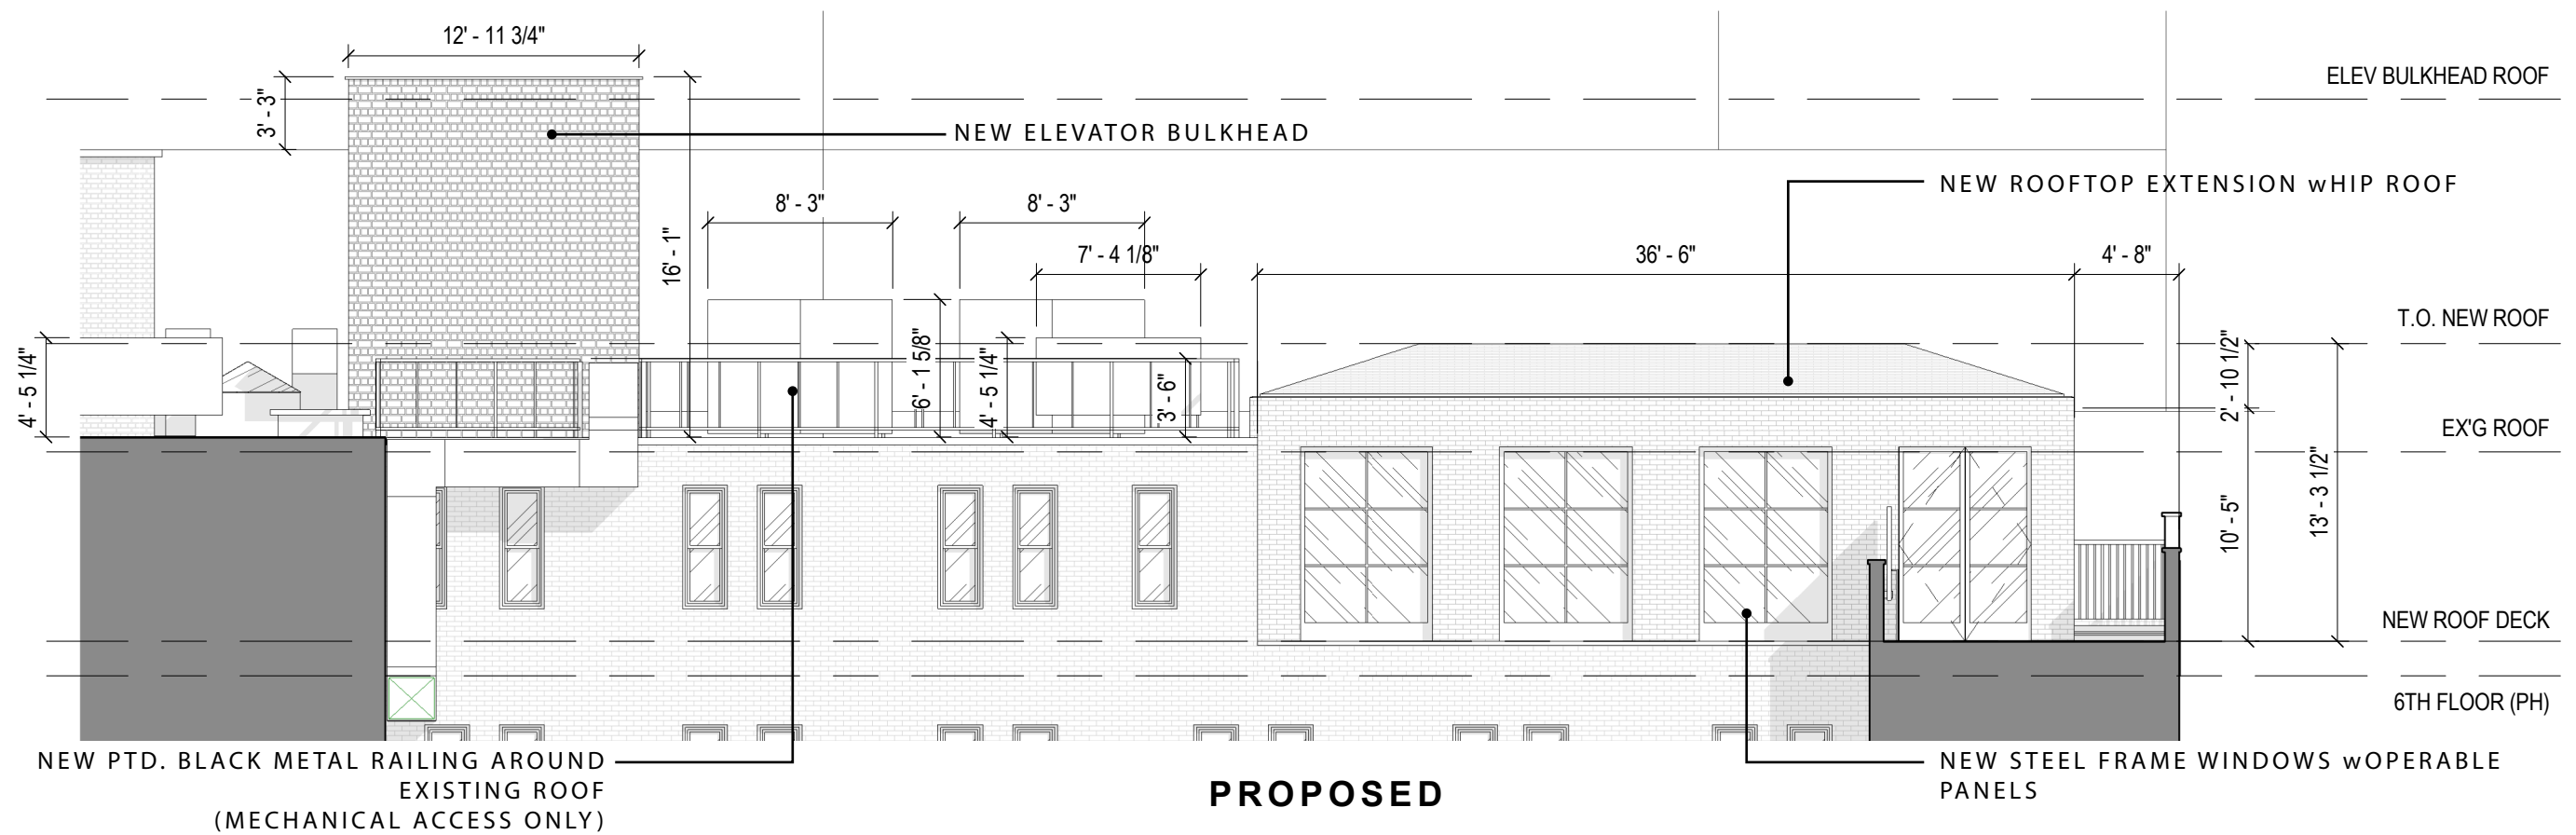 12' - 11 3/4"
ELEV BULKHEAD ROOF
3' - 3"
NEW ELEVATOR BULKHEAD
NEW ROOFTOP EXTENSION wHIP ROOF
8' - 3"
8' - 3"
16' - 1"
7' - 4 1/8"
36' - 6"
4' - 8"
T.O. NEW ROOF
4' - 5 1/4"
6' - 1 5/8"
4' - 5 1/4"
3' - 6"
2' - 10 1/2"
EX'G ROOF
10' - 5"
13' - 3 1/2"
NEW ROOF DECK
6TH FLOOR (PH)
NEW PTD. BLACK METAL RAILING AROUND
EXISTING ROOF
(MECHANICAL ACCESS ONLY)
PROPOSED
NEW STEEL FRAME WINDOWS wOPERABLE
PANELS